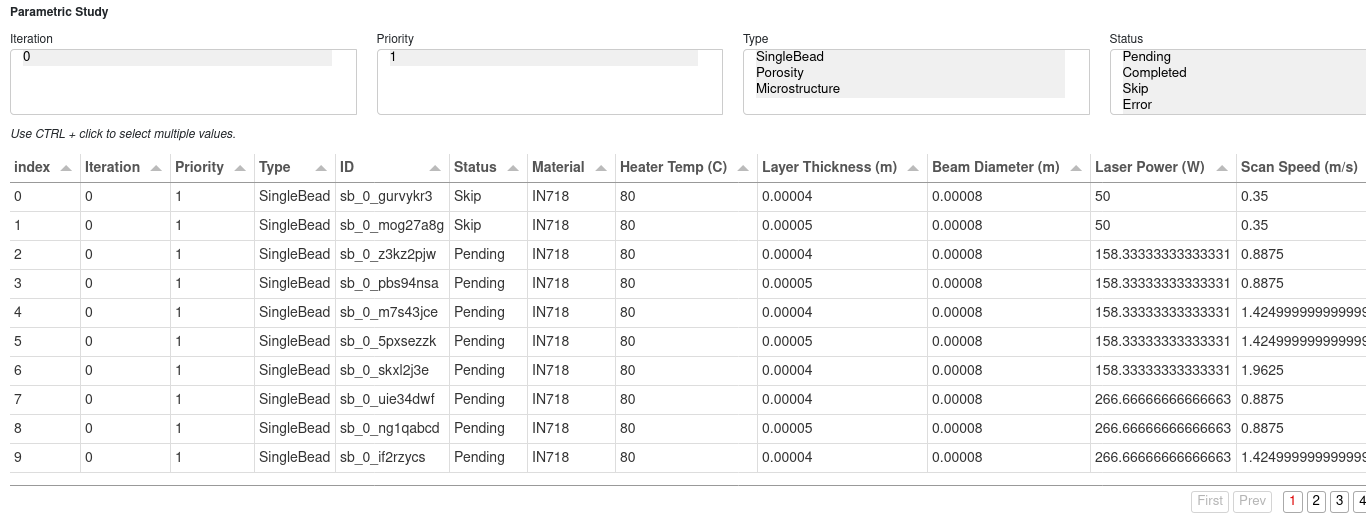 Parametric Study
Iteration Priority Type Status
0 1 SingleBead Pending
Porosity Completed
Microstructure Skip
Error
Use CTRL + click to select multiple values.
index Iteration Priority Type ID Status Material Heater Temp (C) Layer Thickness (m) Beam Diameter (m) Laser Power (W) Scan Speed (m/s)
0 0 1 SingleBead sb_0_gurvykr3 Skip IN718 80 0.00004 0.00008 50 0.35
1 0 1 SingleBead sb_0_mog27a8g Skip IN718 80 0.00005 0.00008 50 0.35
2 0 1 SingleBead sb_0_z3kz2pjw Pending IN718 80 0.00004 0.00008 158.33333333333331 0.8875
3 0 1 SingleBead sb_0_pbs94nsa Pending IN718 80 0.00005 0.00008 158.33333333333331 0.8875
4 0 1 SingleBead sb_0_m7s43jce Pending IN718 80 0.00004 0.00008 158.33333333333331 1.424999999999999
5 0 1 SingleBead sb_0_5pxsezzk Pending IN718 80 0.00005 0.00008 158.33333333333331 1.424999999999999
6 0 1 SingleBead sb_0_skxl2j3e Pending IN718 80 0.00004 0.00008 158.33333333333331 1.9625
7 0 1 SingleBead sb_0_uie34dwf Pending IN718 80 0.00004 0.00008 266.66666666666663 0.8875
8 0 1 SingleBead sb_0_ng1qabcd Pending IN718 80 0.00005 0.00008 266.66666666666663 0.8875
9 0 1 SingleBead sb_0_if2rzycs Pending IN718 80 0.00004 0.00008 266.66666666666663 1.424999999999999
First Prev 1 2 3 4